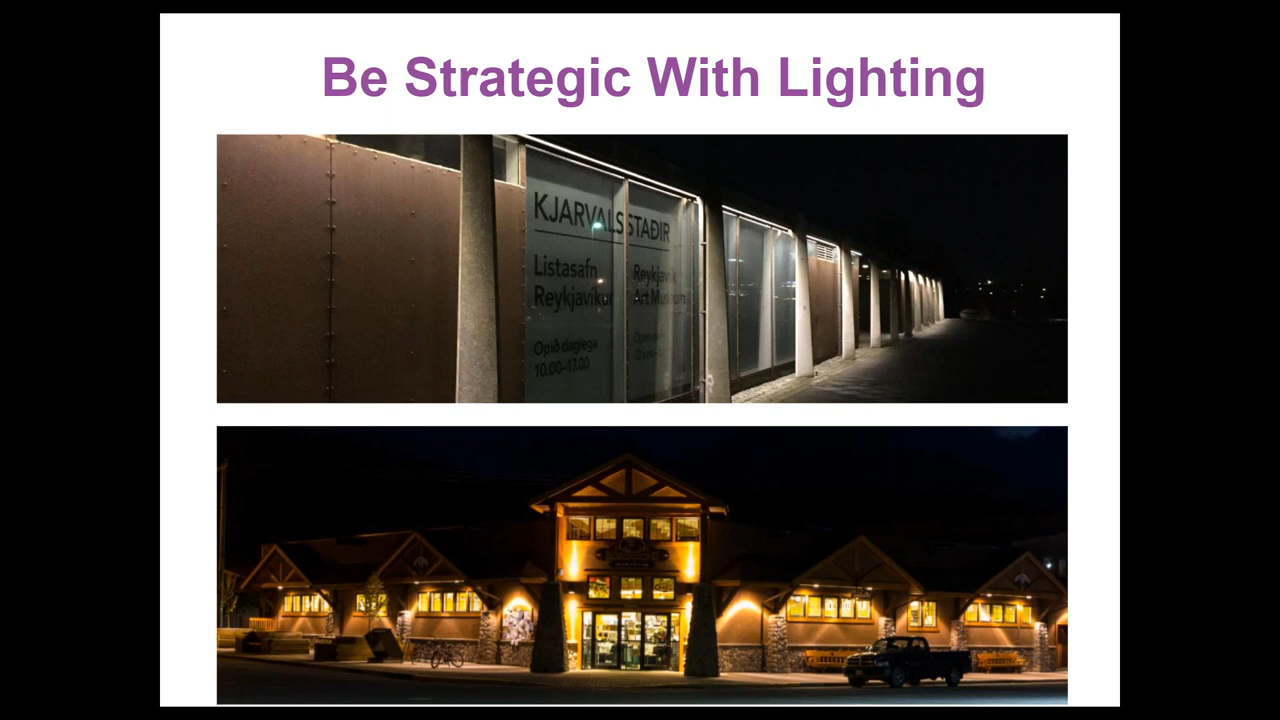 Be Strategic With Lighting
KJARVALSSTAÐIR
Listasafn Reykjavík
Reykjavíkur Art Museum
Opið daglega
10.00–17.00